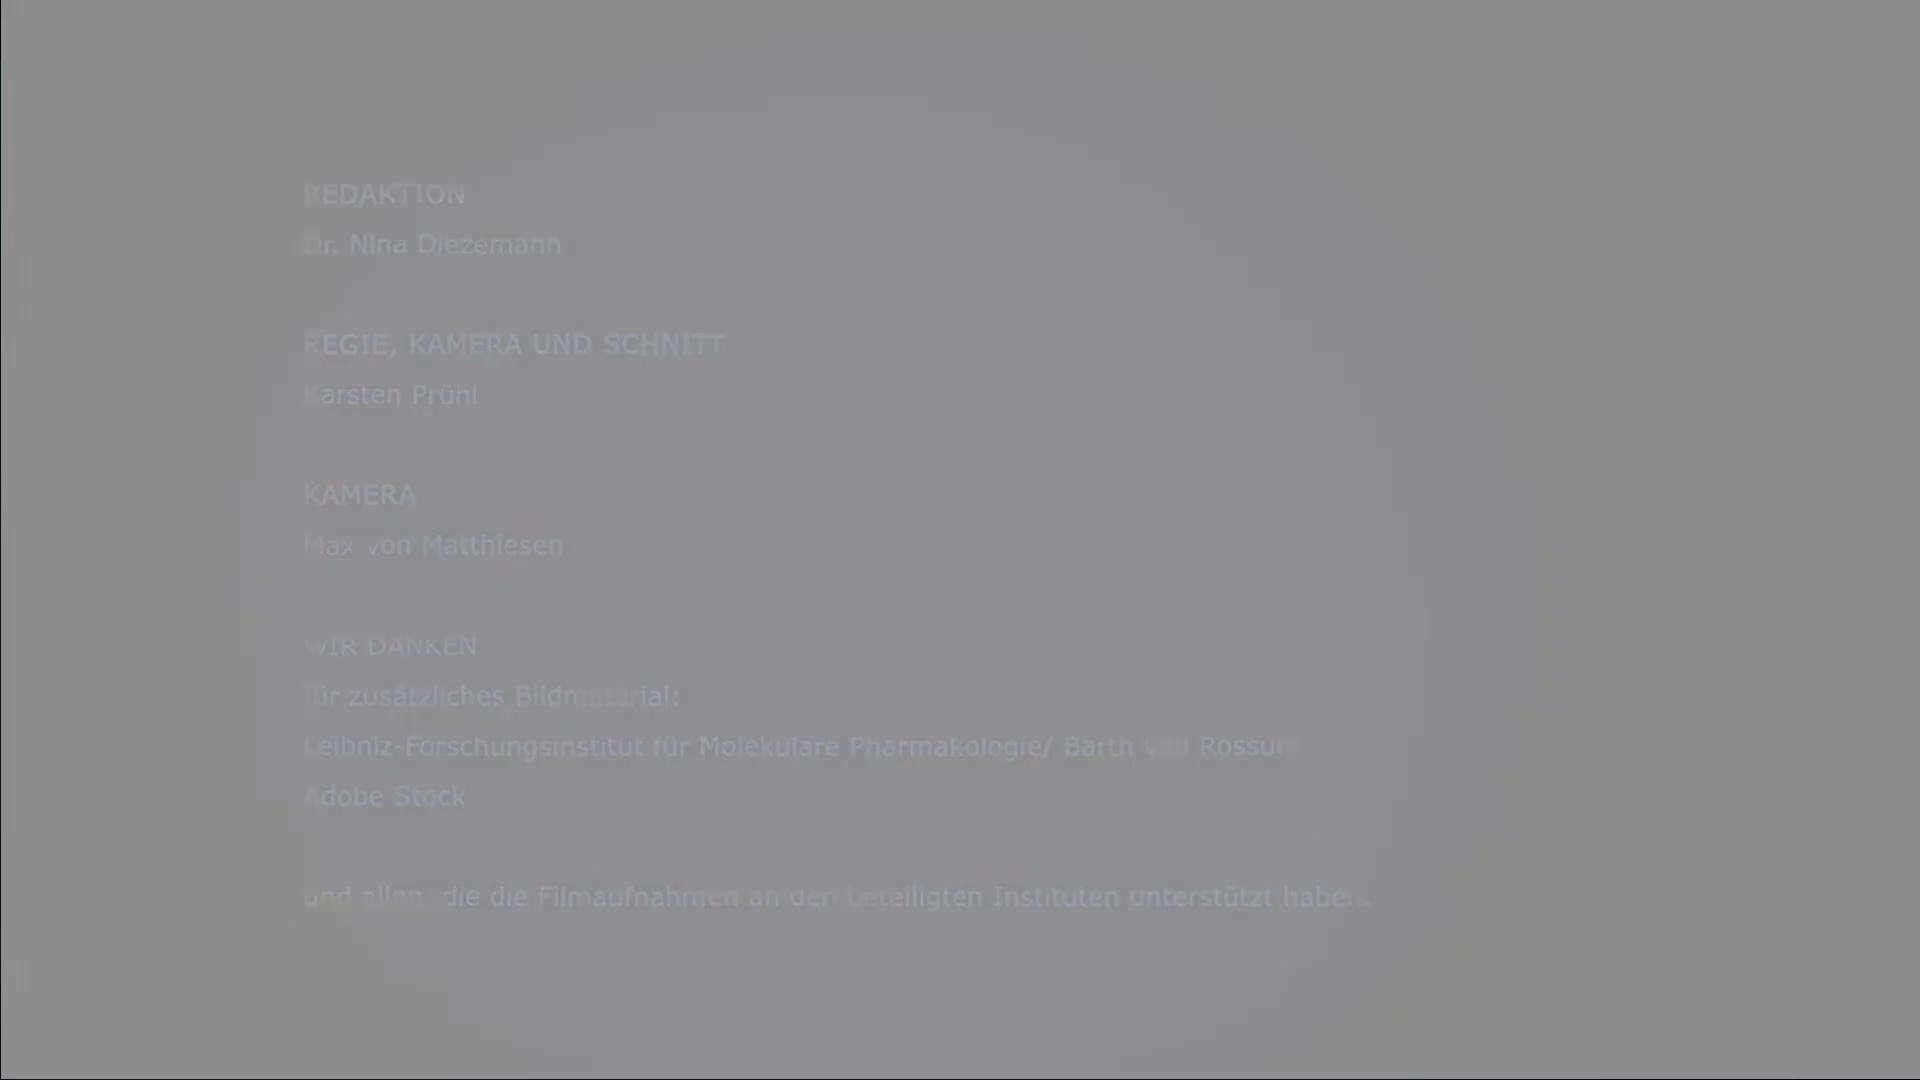 REDAKTION
Dr. Nina Diezemann
REGIE, KAMERA UND SCHNITT
Karsten Prühl
KAMERA
Max von Matthiesen
WIR DANKEN
für zusätzliches Bildmaterial:
Leibniz-Forschungsinstitut für Molekulare Pharmakologie/ Barth van Rossum
Adobe Stock
und allen, die die Filmaufnahmen an den beteiligten Instituten unterstützt haben.